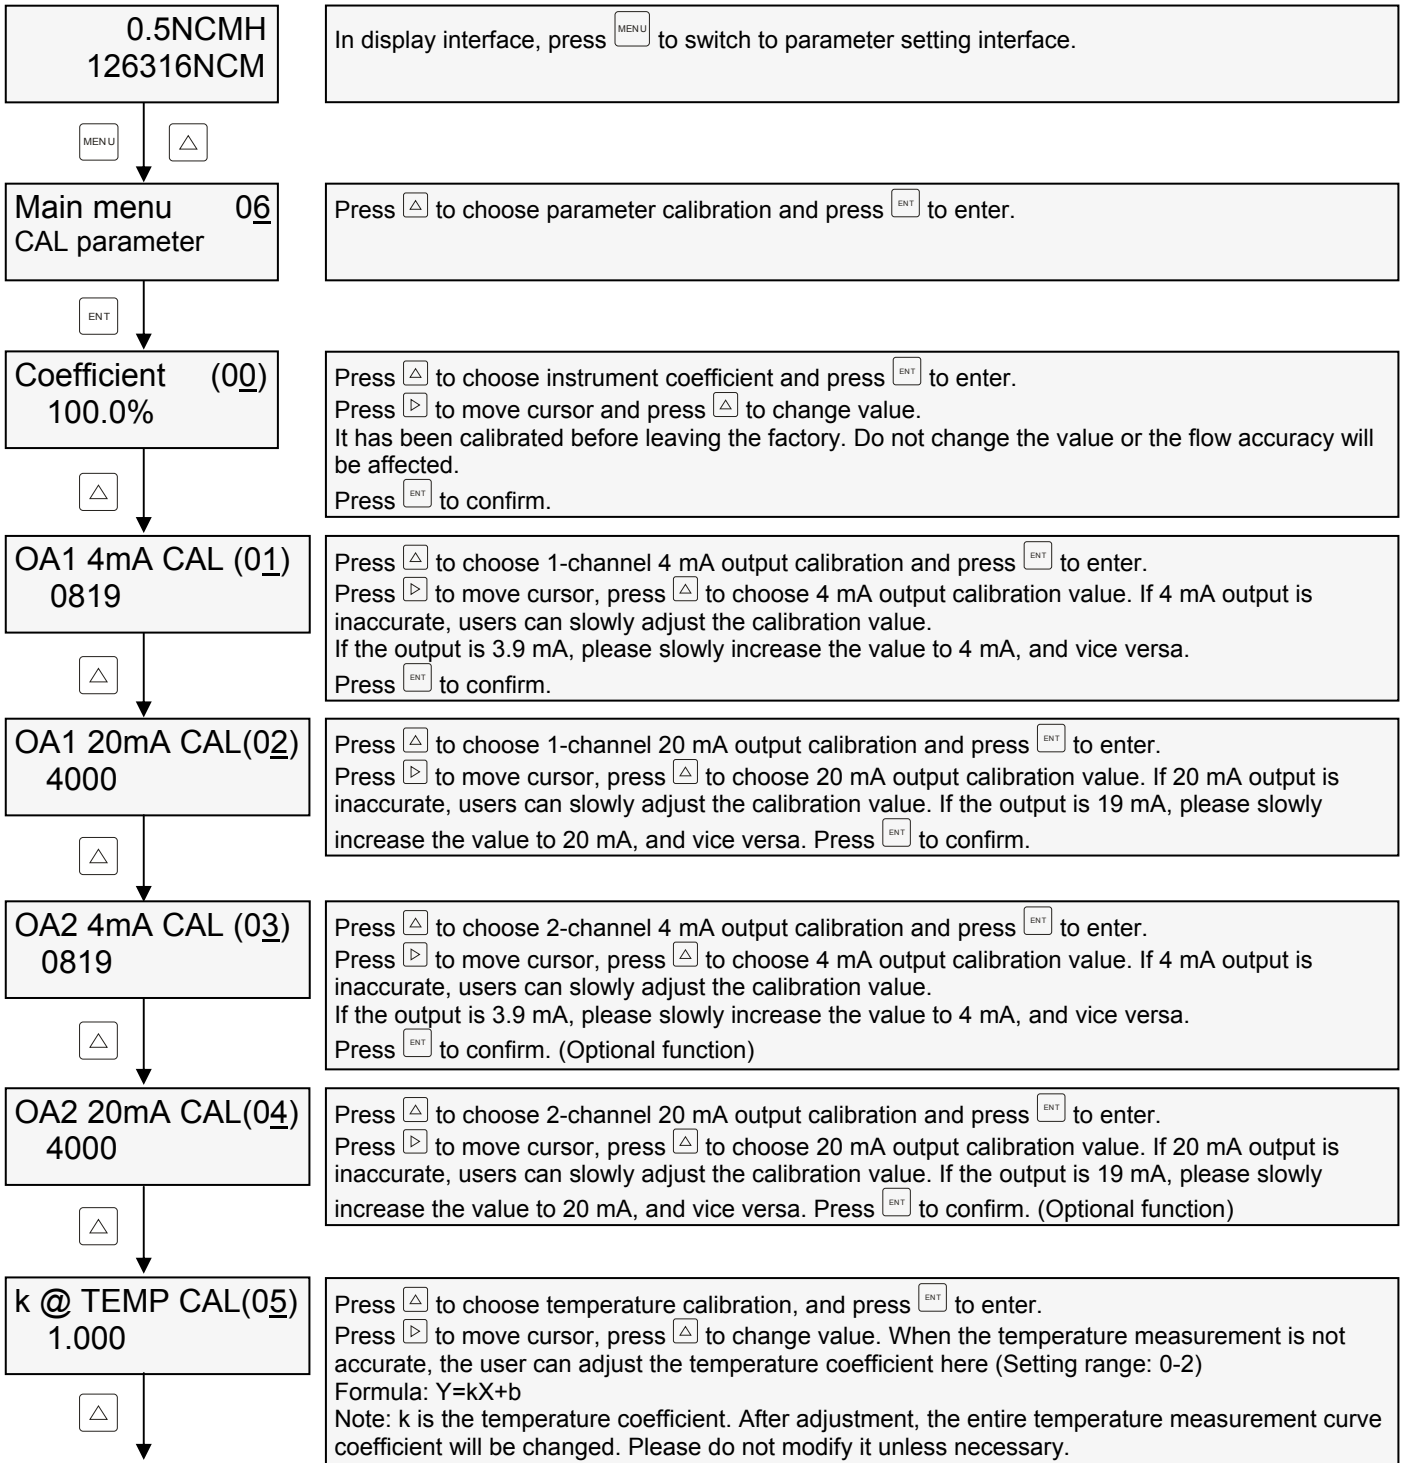 0.5NCMH
126316NCM
In display interface, press MENU to switch to parameter setting interface.
MENU
Main menu 06
CAL parameter
Press to choose parameter calibration and press ENT to enter.
ENT
Coefficient (00)
100.0%
Press to choose instrument coefficient and press ENT to enter.
Press to move cursor and press to change value.
It has been calibrated before leaving the factory. Do not change the value or the flow accuracy will
be affected.
Press ENT to confirm.
OA1 4mA CAL (01)
0819
Press to choose 1-channel 4 mA output calibration and press ENT to enter.
Press to move cursor, press to choose 4 mA output calibration value. If 4 mA output is
inaccurate, users can slowly adjust the calibration value.
If the output is 3.9 mA, please slowly increase the value to 4 mA, and vice versa.
Press ENT to confirm.
OA1 20mA CAL(02)
4000
Press to choose 1-channel 20 mA output calibration and press ENT to enter.
Press to move cursor, press to choose 20 mA output calibration value. If 20 mA output is
inaccurate, users can slowly adjust the calibration value. If the output is 19 mA, please slowly
increase the value to 20 mA, and vice versa. Press ENT to confirm.
OA2 4mA CAL (03)
0819
Press to choose 2-channel 4 mA output calibration and press ENT to enter.
Press to move cursor, press to choose 4 mA output calibration value. If 4 mA output is
inaccurate, users can slowly adjust the calibration value.
If the output is 3.9 mA, please slowly increase the value to 4 mA, and vice versa.
Press ENT to confirm. (Optional function)
OA2 20mA CAL(04)
4000
Press to choose 2-channel 20 mA output calibration and press ENT to enter.
Press to move cursor, press to choose 20 mA output calibration value. If 20 mA output is
inaccurate, users can slowly adjust the calibration value. If the output is 19 mA, please slowly
increase the value to 20 mA, and vice versa. Press ENT to confirm. (Optional function)
k @ TEMP CAL(05)
1.000
Press to choose temperature calibration, and press ENT to enter.
Press to move cursor, press to change value. When the temperature measurement is not
accurate, the user can adjust the temperature coefficient here (Setting range: 0-2)
Formula: Y=kX+b
Note: k is the temperature coefficient. After adjustment, the entire temperature measurement curve
coefficient will be changed. Please do not modify it unless necessary.